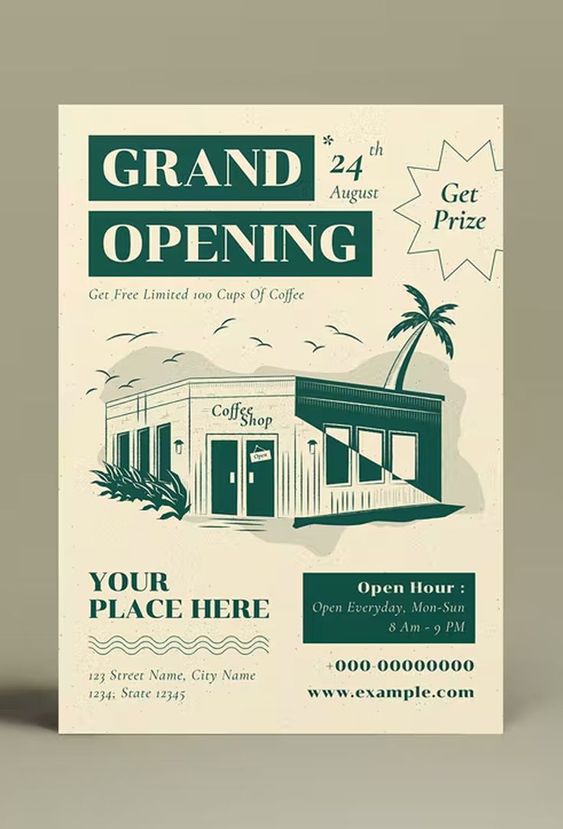 GRAND
OPENING
*24th
August
Get
Prize
Get Free Limited 100 Cups Of Coffee
Coffee
Shop
Open
YOUR
PLACE HERE
123 Street Name, City Name
1234; State 12345
Open Hour :
Open Everyday, Mon-Sun
8 Am - 9 PM
+000-00000000
www.example.com